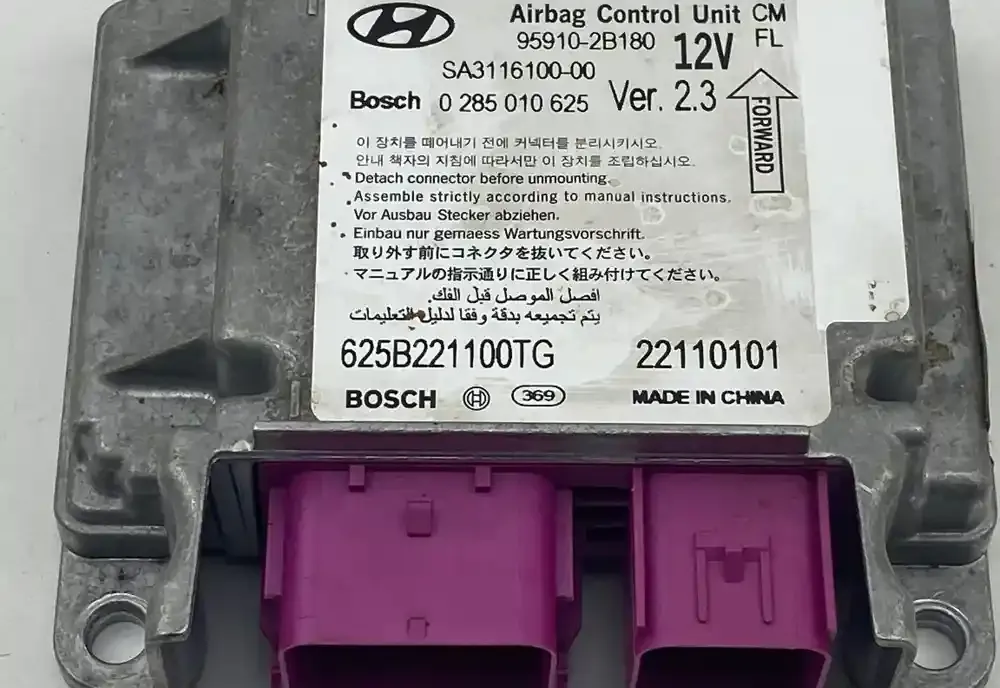 Airbag Control Unit CM
95910-2B180 12V FL
SA3116100-00
Bosch 0 285 010 625 Ver. 2.3
FORWARD
이 장치를 떼어내기 전에 커넥터를 분리시키시오.
안내 책자의 지침에 따라서만 이 장치를 조립하십시오.
Detach connector before unmounting.
Assemble strictly according to manual instructions.
Vor Ausbau Stecker abziehen.
Einbau nur gemaess Wartungsvorschrift.
取り外す前にコネクタを抜いてください。
マニュアルの指示通りに正しく組み付けてください。
افصل الموصل قبل الفك.
يتم تجميعه بدقة وفقا لدليل التعليمات
625B221100TG 22110101
BOSCH 369 MADE IN CHINA